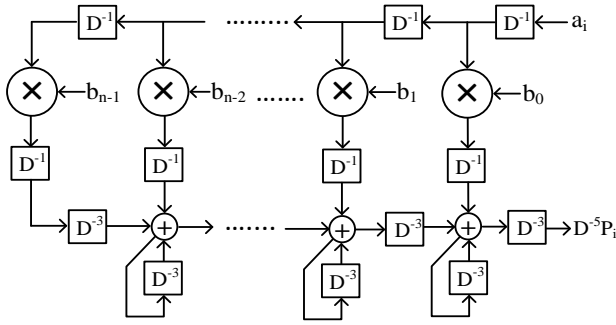 D⁻¹ ........ D⁻¹ D⁻¹ aᵢ
× bₙ₋₁ × bₙ₋₂ ....... × b₁ × b₀
D⁻¹ D⁻¹ D⁻¹ D⁻¹
D⁻³ + ........ + D⁻³ + D⁻³ D⁻⁵Pᵢ
D⁻³ D⁻³ D⁻³